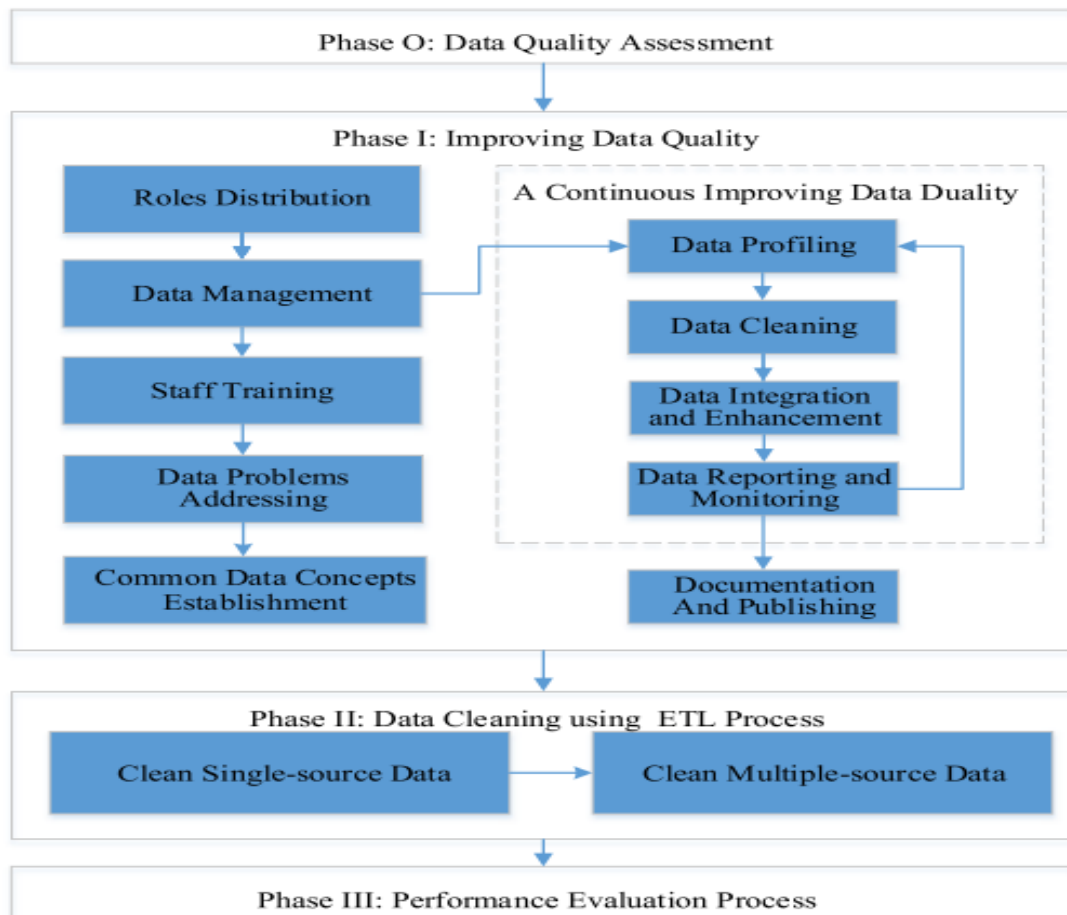 Phase O: Data Quality Assessment
Phase I: Improving Data Quality
Roles Distribution
Data Management
Staff Training
Data Problems
Addressing
Common Data Concepts
Establishment
A Continuous Improving Data Duality
Data Profiling
Data Cleaning
Data Integration
and Enhancement
Data Reporting and
Monitoring
Documentation
And Publishing
Phase II: Data Cleaning using ETL Process
Clean Single-source Data
Clean Multiple-source Data
Phase III: Performance Evaluation Process